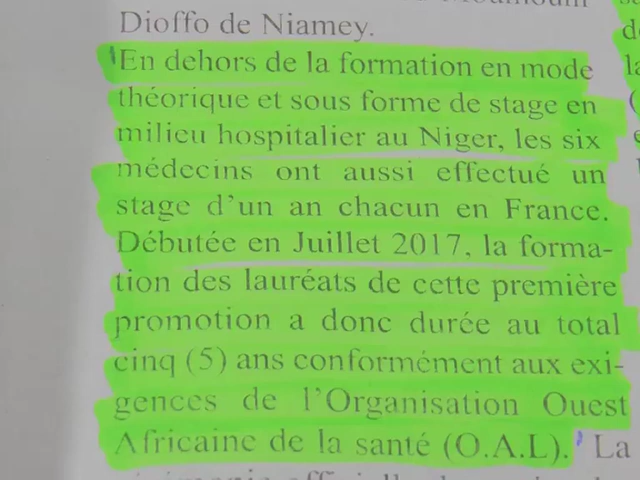 Dioffo de Niamey.
En dehors de la formation en mode
théorique et sous forme de stage en
milieu hospitalier au Niger, les six
médecins ont aussi effectué un
stage d'un an chacun en France.
Débutée en Juillet 2017, la forma-
tion des lauréats de cette première
promotion a donc durée au total
cinq (5) ans conformément aux exi-
gences de l'Organisation Ouest
Africaine de la santé (O.A.L). La